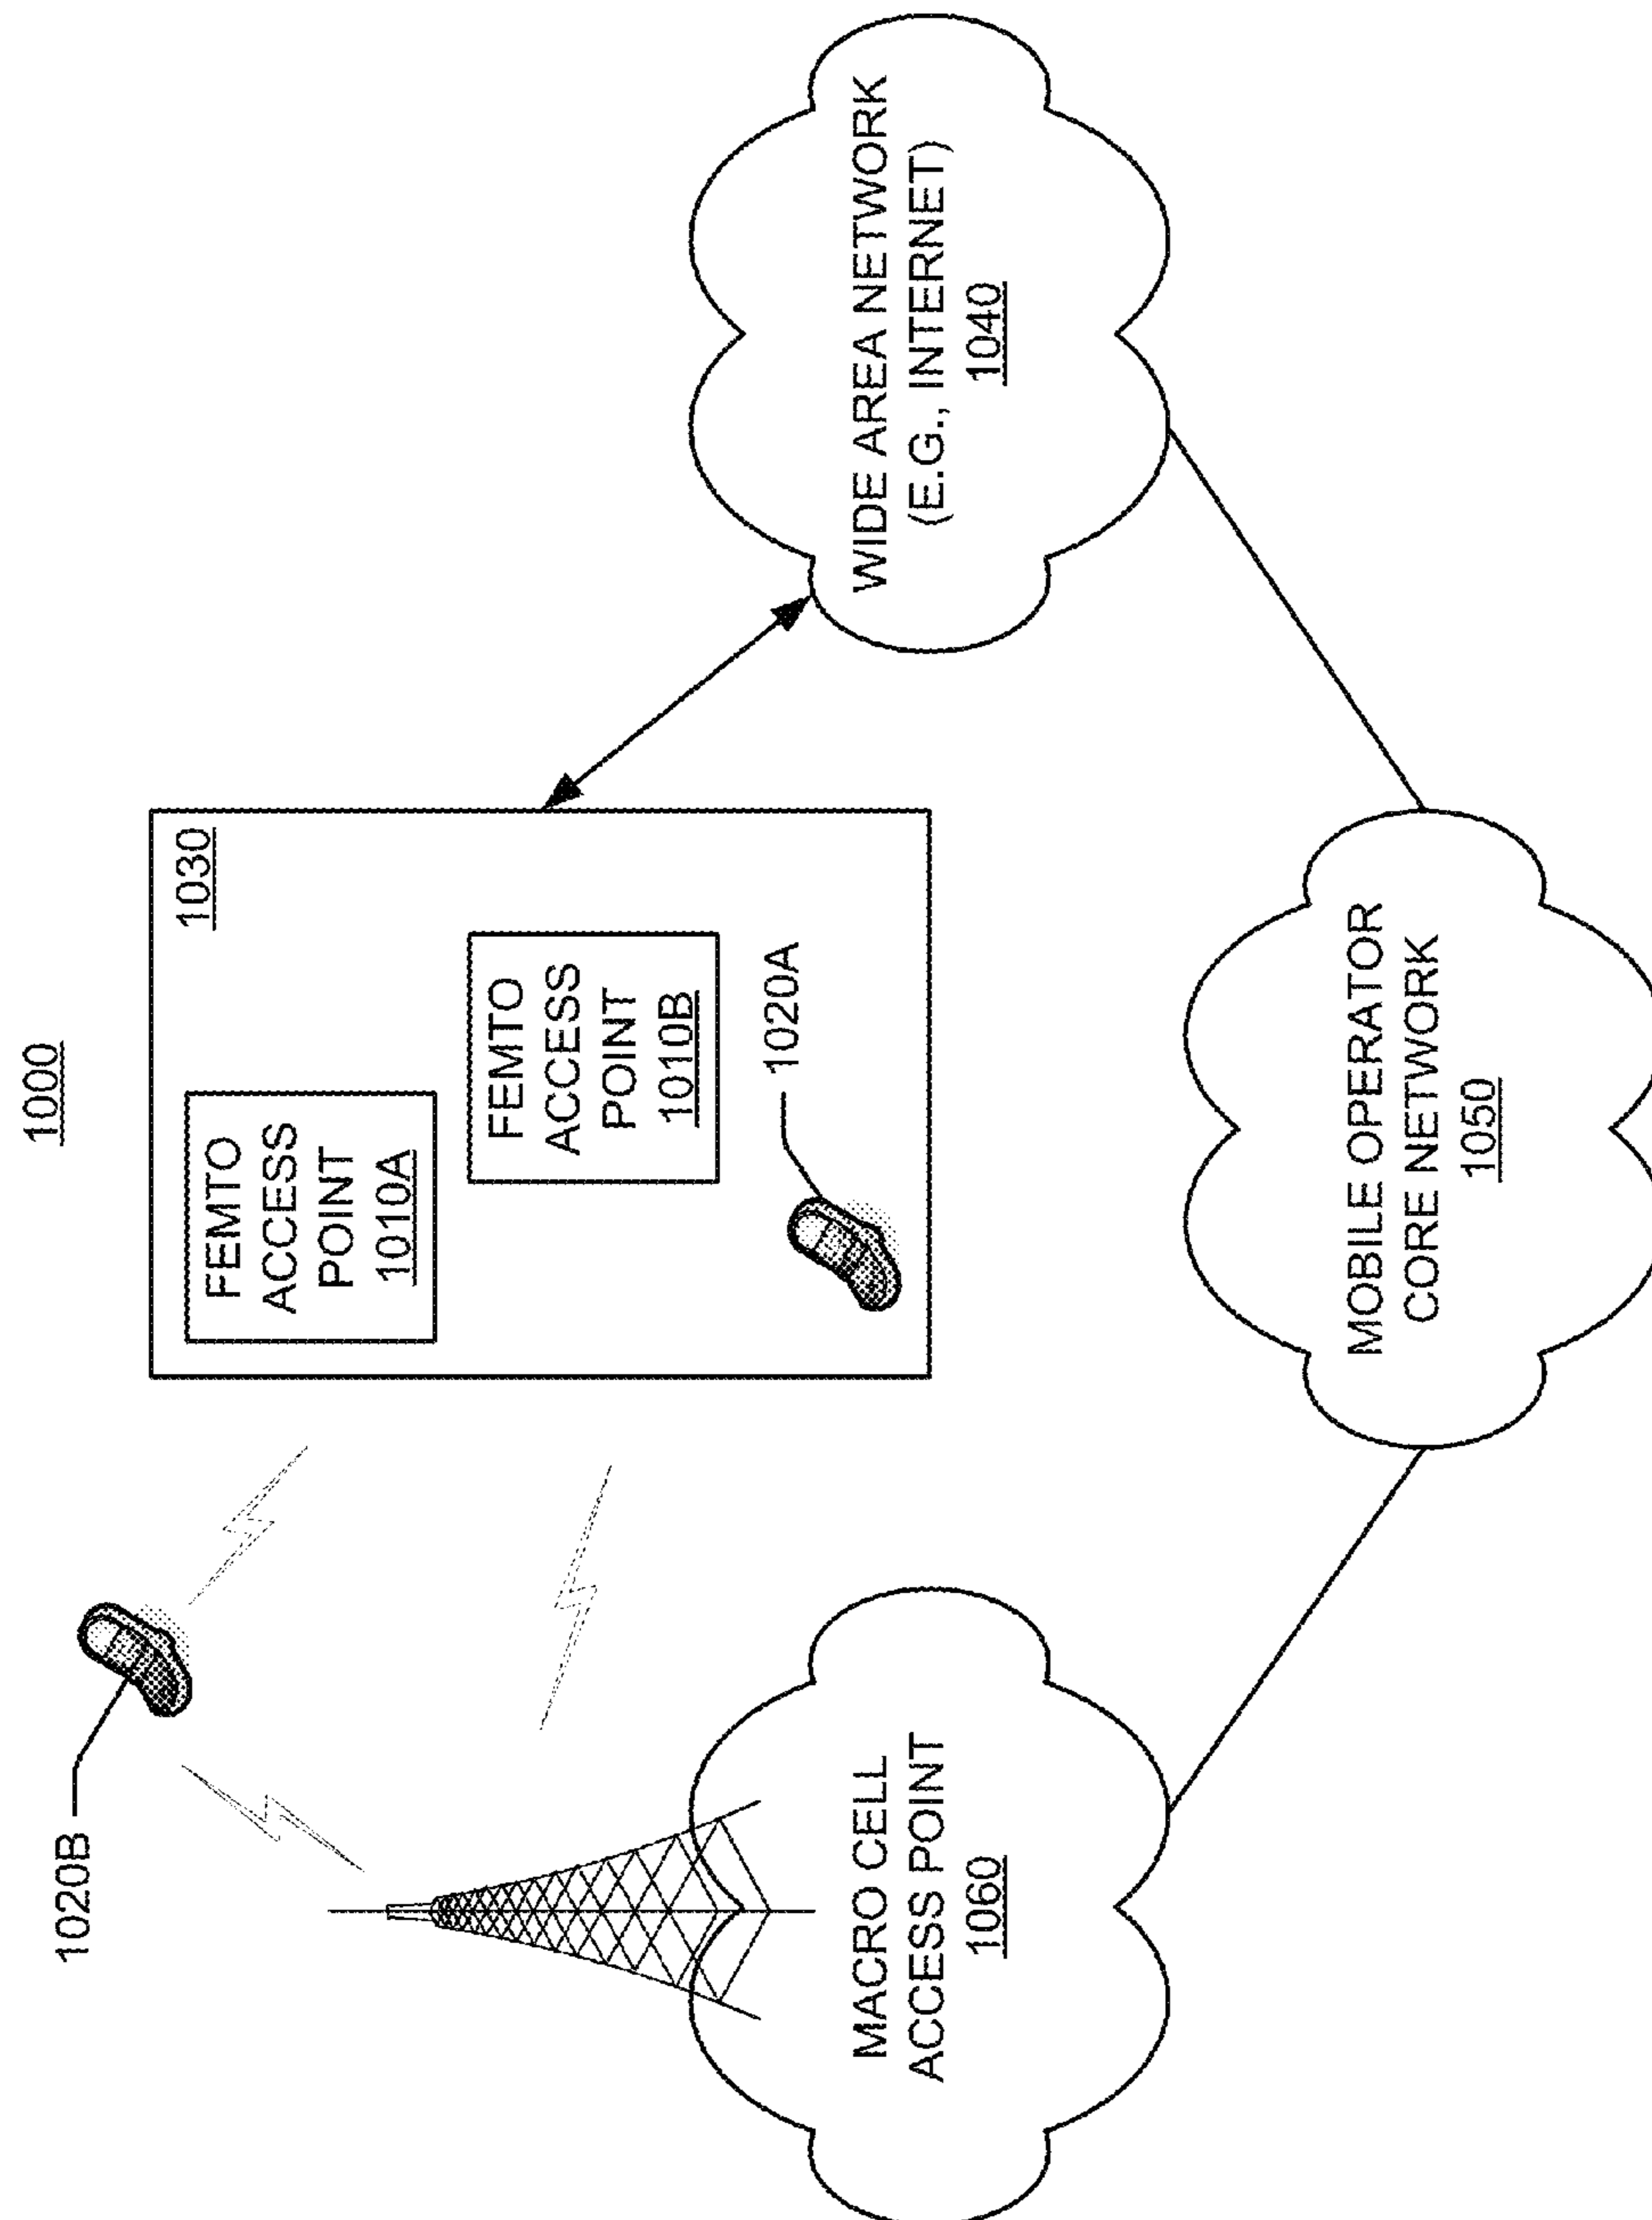 1000
1020B
1030
FEMTO
ACCESS
POINT
1010A
FEMTO
ACCESS
POINT
1010B
1020A
MACRO CELL
ACCESS POINT
1060
WIDE AREA NETWORK
(E.G., INTERNET)
1040
MOBILE OPERATOR
CORE NETWORK
1050